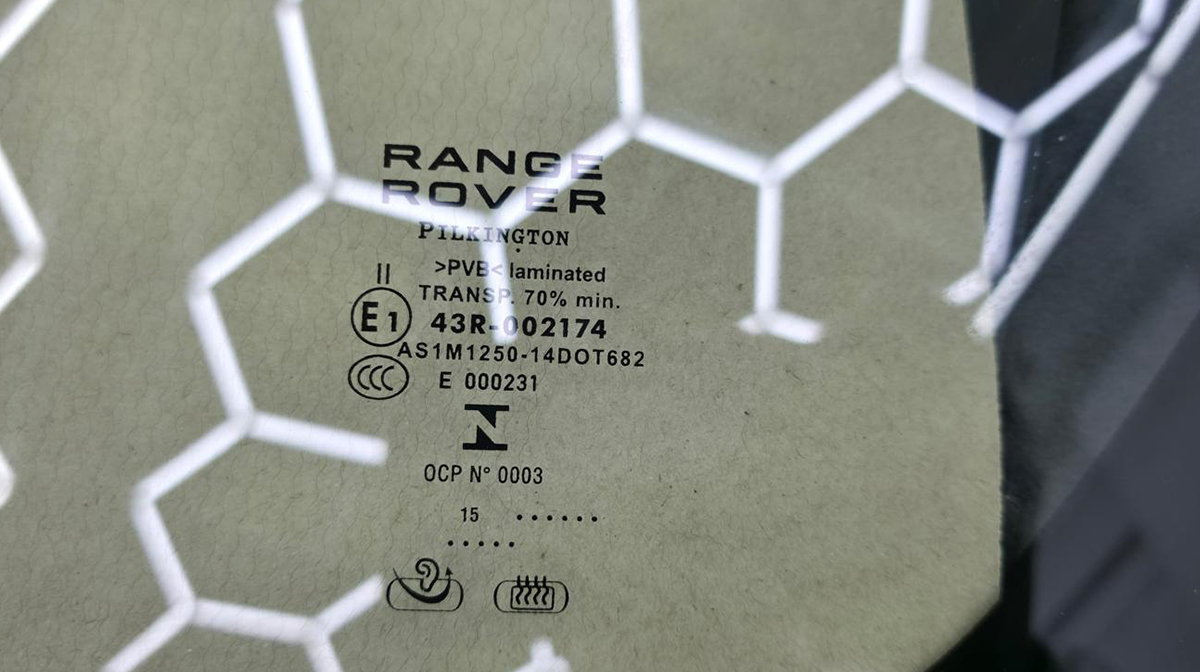 RANGE
ROVER
PILKINGTON
>PVB< laminated
II
TRANSP. 70% min.
E1
43R-002174
AS1M1250-14DOT682
CCC
E 000231
N
OCP N° 0003
15 ......
.....